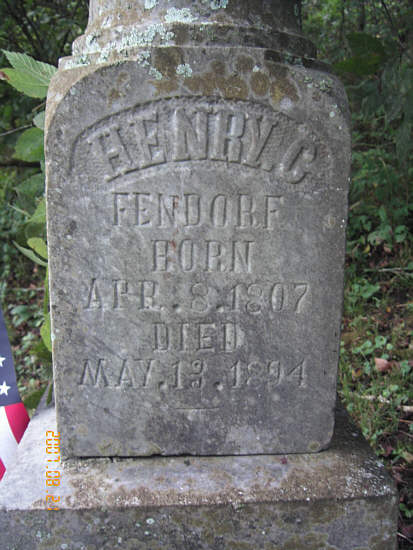 HENRY. C
FENDORF
BORN
APR. 8. 1807
DIED
MAY. 13. 1894